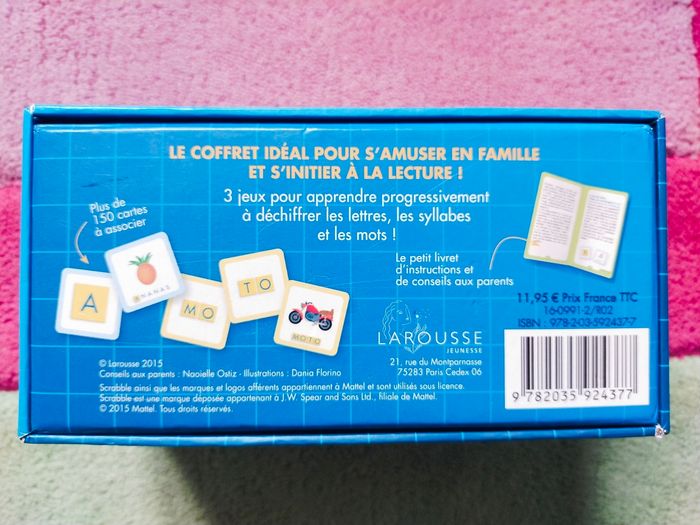 LE COFFRET IDÉAL POUR S'AMUSER EN FAMILLE
ET S'INITIER À LA LECTURE !
3 jeux pour apprendre progressivement
à déchiffrer les lettres, les syllabes
et les mots !
Plus de
150 cartes
à associer
A
ANANAS
MO
TO
MOTO
Le petit livret
d'instructions et
de conseils aux parents
11,95 € Prix France TTC
16-0991-2/R02
ISBN : 978-2-03-592437-7
9 782035 924377
LAROUSSE
JEUNESSE
21, rue du Montparnasse
75283 Paris Cedex 06
© Larousse 2015
Conseils aux parents : Naoielle Ostiz - Illustrations : Dania Florino
Scrabble ainsi que les marques et logos afférents appartiennent à Mattel et sont utilisés sous licence.
Scrabble est une marque déposée appartenant à J.W. Spear and Sons Ltd., filiale de Mattel.
© 2015 Mattel. Tous droits réservés.